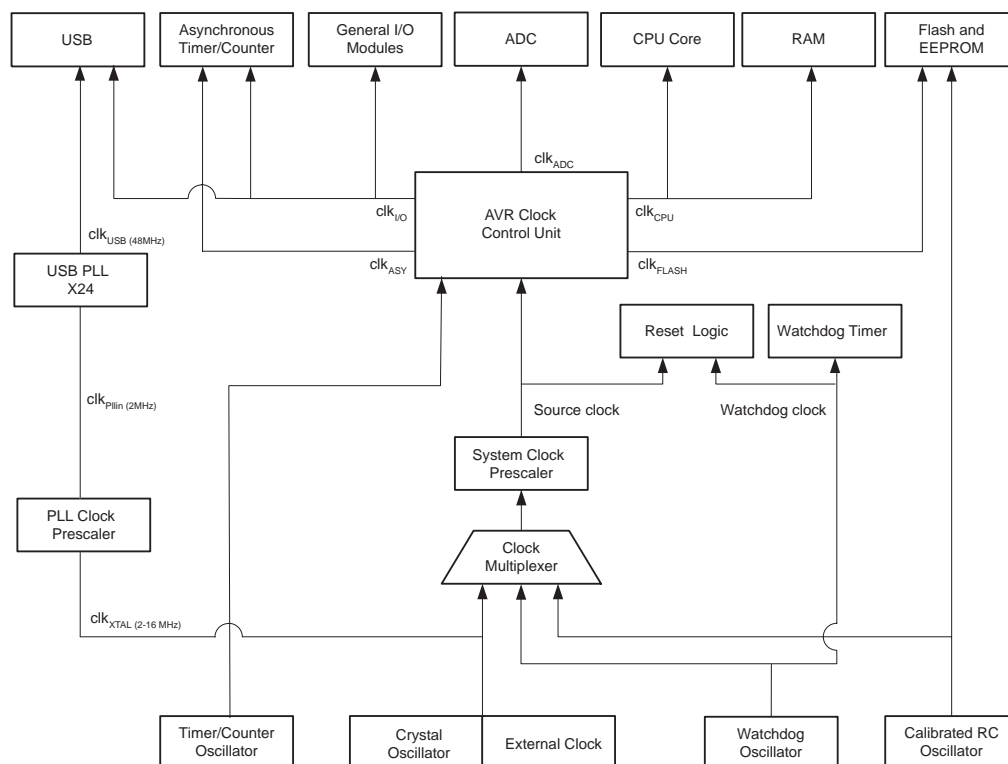 USB
Asynchronous
Timer/Counter
General I/O
Modules
ADC
CPU Core
RAM
Flash and
EEPROM
clkADC
clkI/O
AVR Clock
Control Unit
clkCPU
clkUSB (48MHz)
clkASY
clkFLASH
USB PLL
X24
Reset Logic
Watchdog Timer
clkPllin (2MHz)
Source clock
Watchdog clock
System Clock
Prescaler
PLL Clock
Prescaler
Clock
Multiplexer
clkXTAL (2-16 MHz)
Timer/Counter
Oscillator
Crystal
Oscillator
External Clock
Watchdog
Oscillator
Calibrated RC
Oscillator